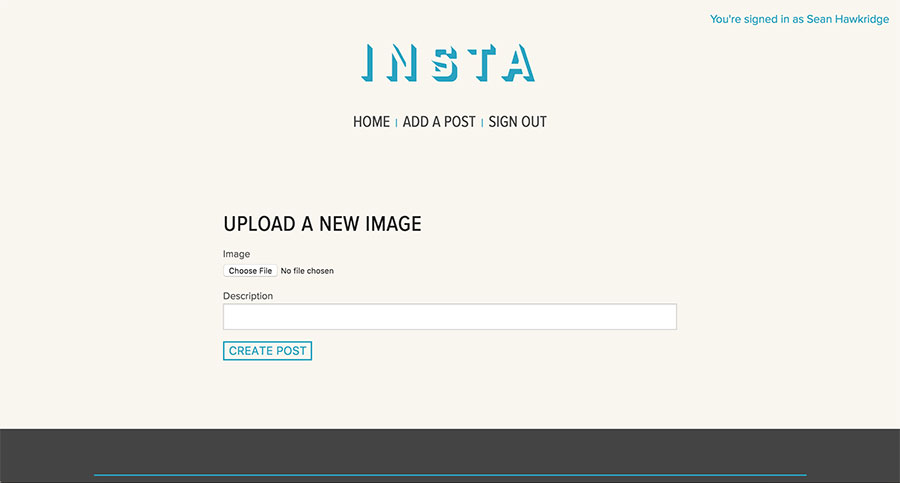 You're signed in as Sean Hawkridge
INSTA
HOME | ADD A POST | SIGN OUT
UPLOAD A NEW IMAGE
Image
Choose File No file chosen
Description
CREATE POST